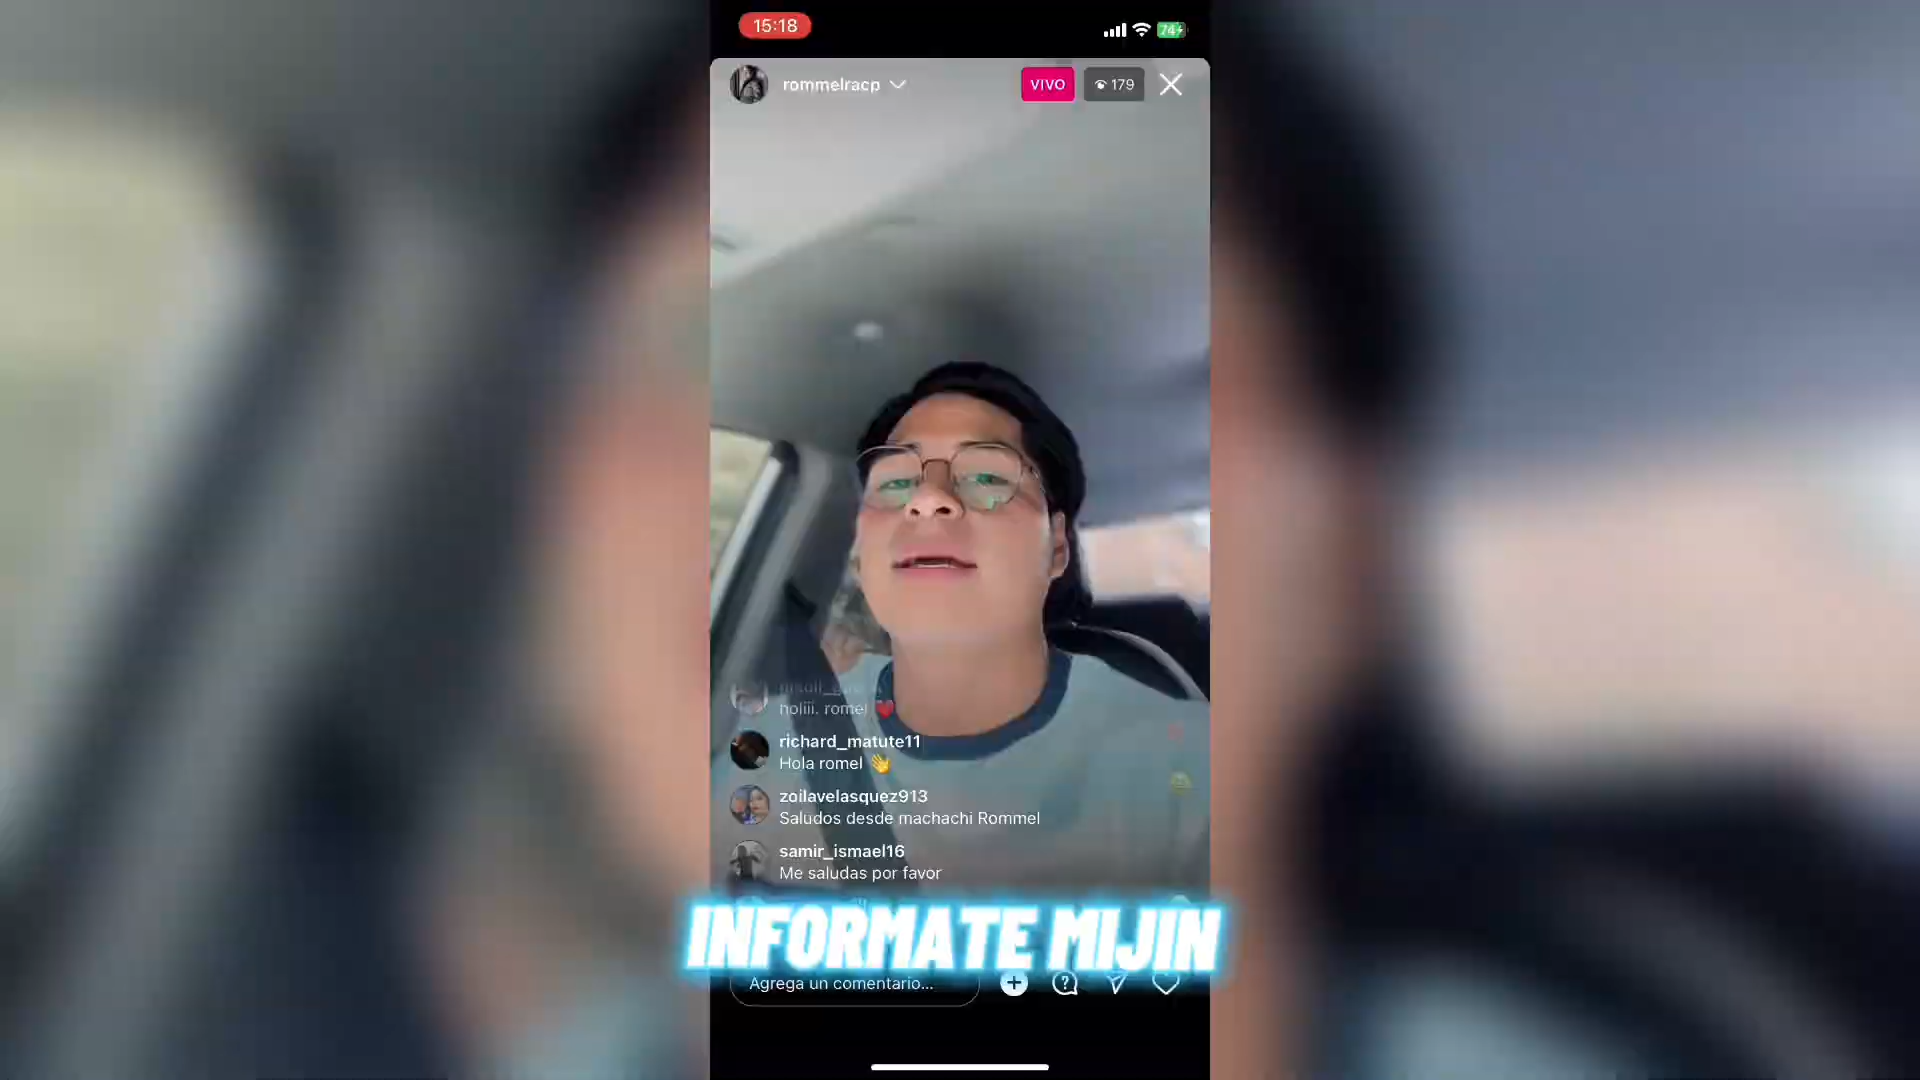 15:18
74
rommelracp
VIVO
179
holiii. romel ❤️
richard_matute11
Hola romel 👋
zoilavelasquez913
Saludos desde machachi Rommel
samir_ismael16
Me saludas por favor
INFORMATE MIJIN
Agrega un comentario...